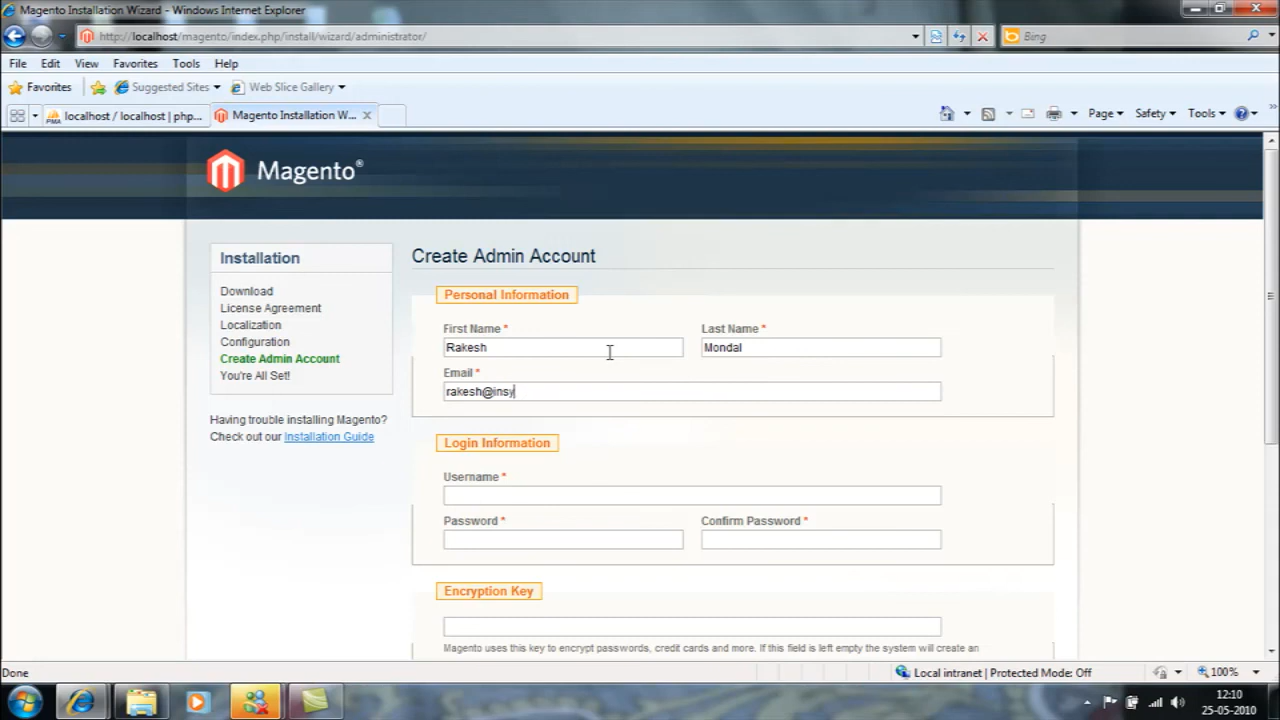 Magento Installation Wizard - Windows Internet Explorer
http://localhost/magento/index.php/install/wizard/administrator/
Bing
File Edit View Favorites Tools Help
Favorites Suggested Sites Web Slice Gallery
PMA localhost / localhost | php... Magento Installation W... Page Safety Tools
Magento®
Installation
Download
License Agreement
Localization
Configuration
Create Admin Account
You're All Set!
Having trouble installing Magento?
Check out our Installation Guide
Create Admin Account
Personal Information
First Name * Last Name *
Rakesh Mondal
Email *
rakesh@insy
Login Information
Username *
Password * Confirm Password *
Encryption Key
Magento uses this key to encrypt passwords, credit cards and more. If this field is left empty the system will create an
Done Local intranet | Protected Mode: Off 100%
12:10
25-05-2010